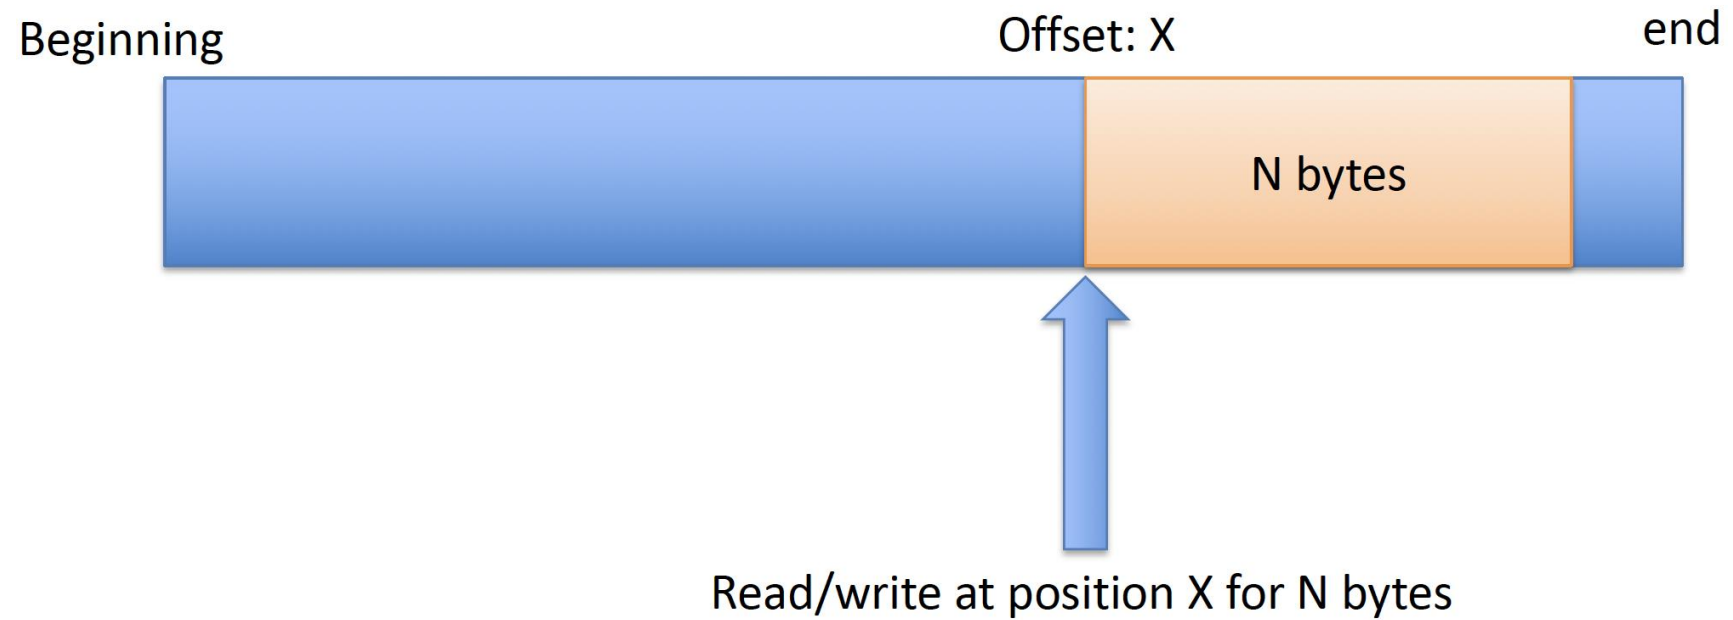 Beginning
Offset: X
end
N bytes
Read/write at position X for N bytes